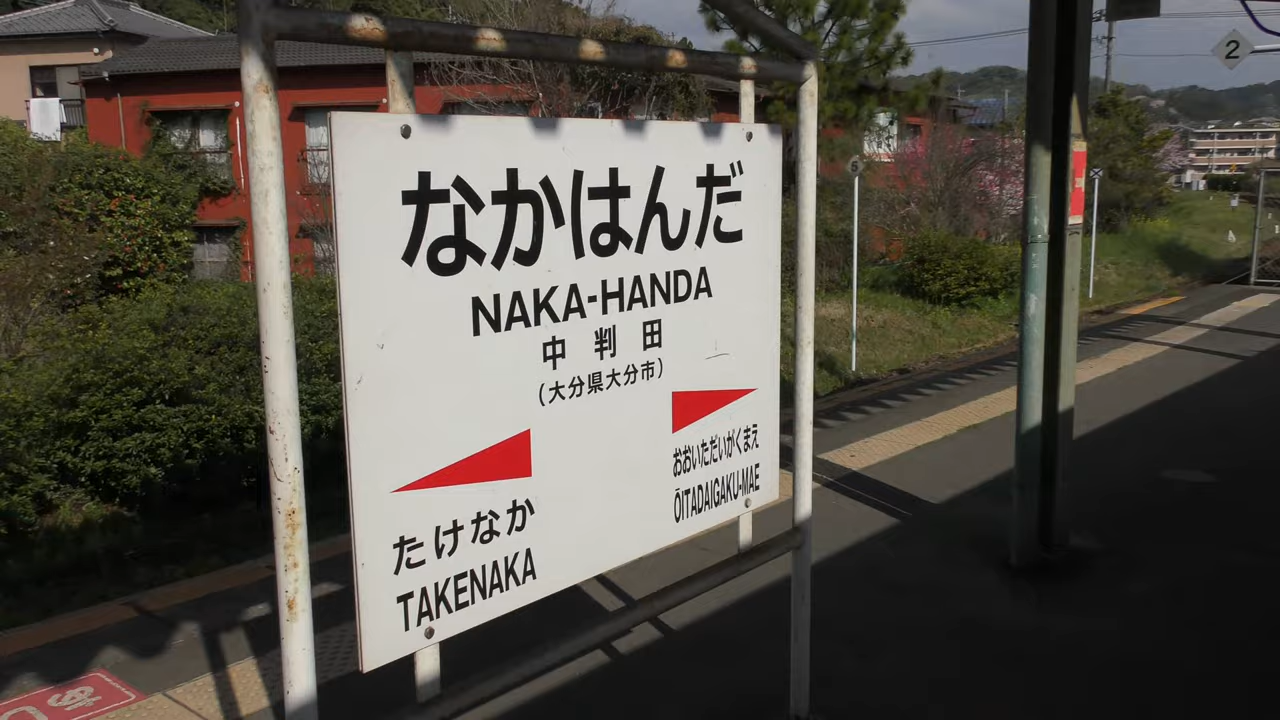 なかはんだ
NAKA-HANDA
中判田
(大分県大分市)
たけなか
TAKENAKA
おおいただいがくまえ
ŌITADAIGAKU-MAE
2
5